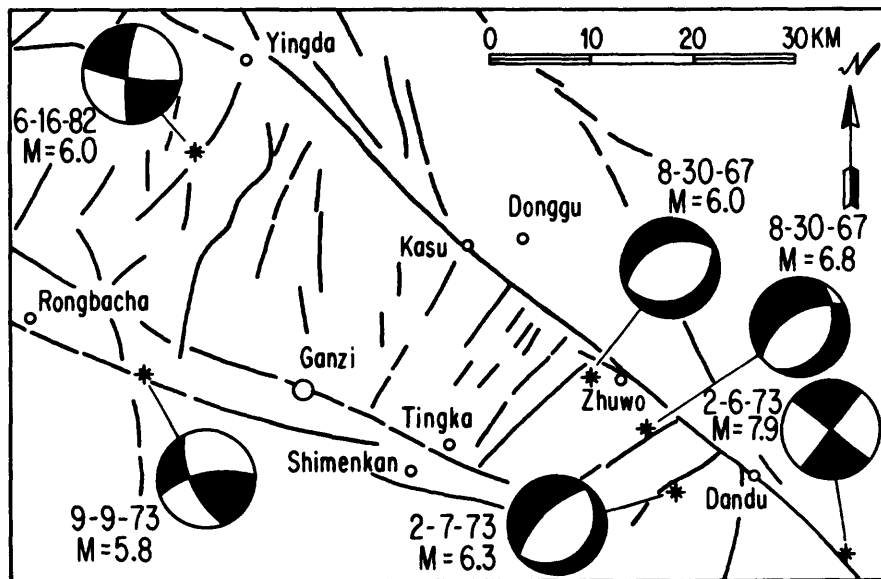 Yingda
0 10 20 30 KM
N
6-16-82
M=6.0
8-30-67
M=6.0
Donggu
8-30-67
M=6.8
Kasu
Rongbacha
Ganzi
Zhuwo
2-6-73
M=7.9
Tingka
Shimenkan
Dandu
9-9-73
M=5.8
2-7-73
M=6.3